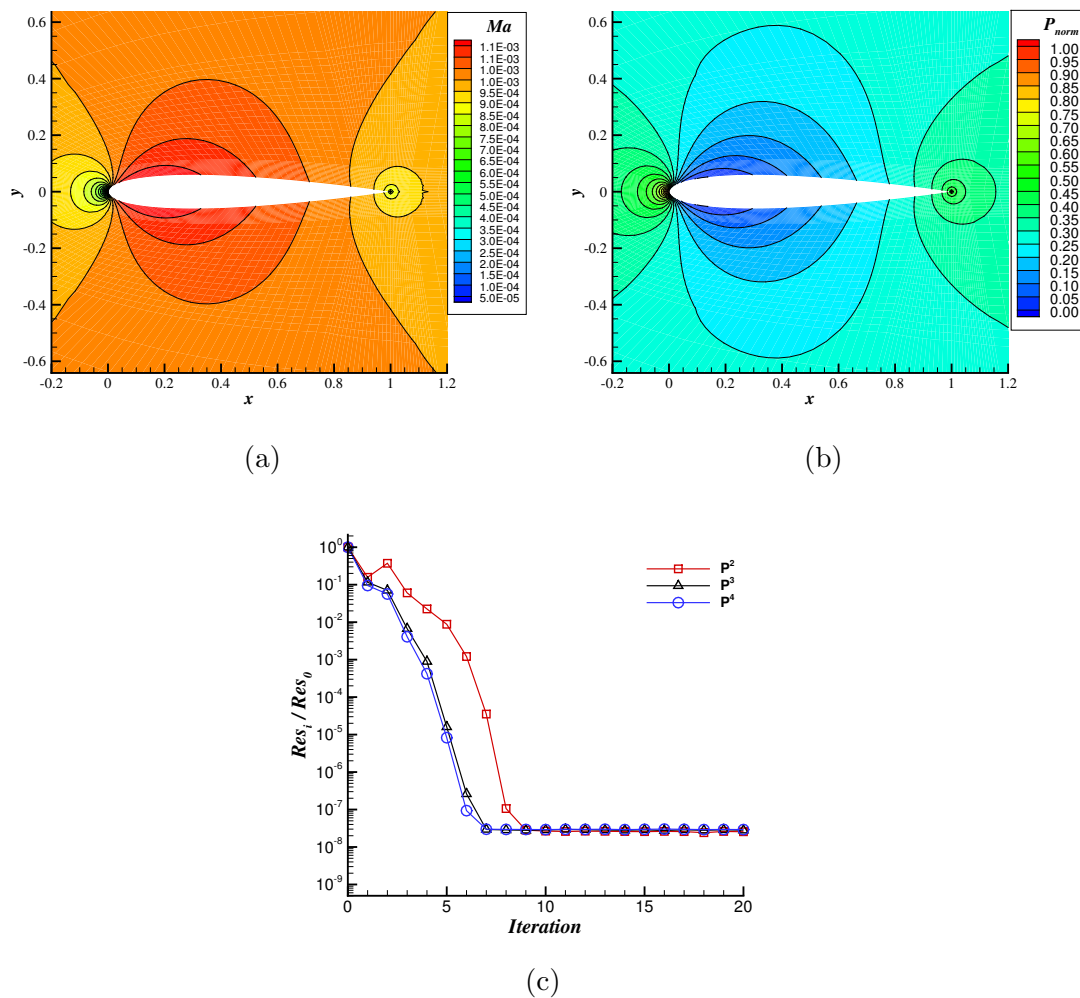 Ma
1.1E-03
1.1E-03
1.0E-03
1.0E-03
9.5E-04
9.0E-04
8.5E-04
8.0E-04
7.5E-04
7.0E-04
6.5E-04
6.0E-04
5.5E-04
5.0E-04
4.5E-04
4.0E-04
3.5E-04
3.0E-04
2.5E-04
2.0E-04
1.5E-04
1.0E-04
5.0E-05
0.6
0.4
0.2
0
-0.2
-0.4
-0.6
y
-0.2 0 0.2 0.4 0.6 0.8 1 1.2
x
(a)
P_norm
1.00
0.95
0.90
0.85
0.80
0.75
0.70
0.65
0.60
0.55
0.50
0.45
0.40
0.35
0.30
0.25
0.20
0.15
0.10
0.05
0.00
0.6
0.4
0.2
0
-0.2
-0.4
-0.6
y
-0.2 0 0.2 0.4 0.6 0.8 1 1.2
x
(b)
10^0
10^-1
10^-2
10^-3
10^-4
10^-5
10^-6
10^-7
10^-8
10^-9
Res_i / Res_0
P^2
P^3
P^4
0 5 10 15 20
Iteration
(c)